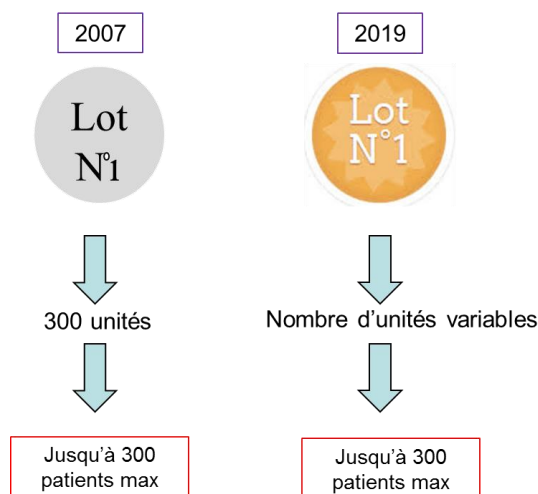 2007
2019
Lot
N°1
Lot
N°1
300 unités
Nombre d'unités variables
Jusqu'à 300
patients max
Jusqu'à 300
patients max